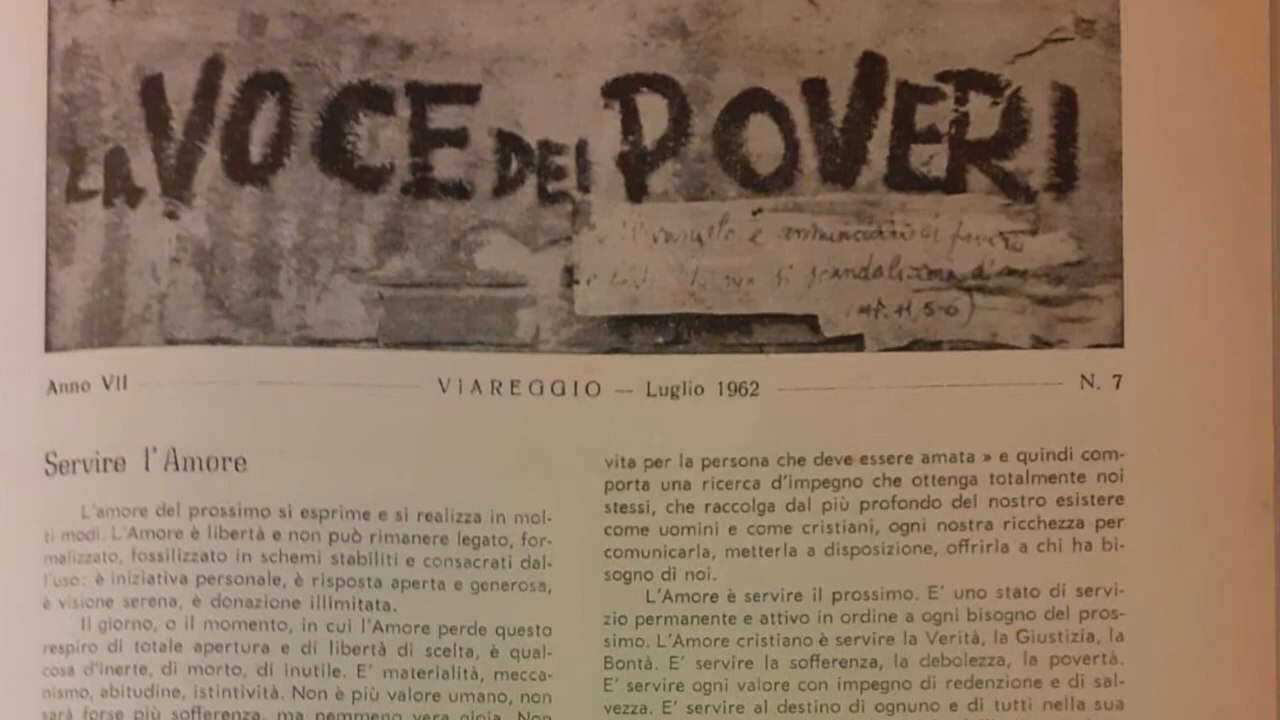 LA VOCE DEI POVERI
(Mt. 11, 5-6)
Anno VII VIAREGGIO — Luglio 1962 N. 7
Servire l'Amore
L'amore del prossimo si esprime e si realizza in mol-
ti modi. L'Amore è libertà e non può rimanere legato, for-
malizzato, fossilizzato in schemi stabiliti e consacrati dal-
l'uso: è iniziativa personale, è risposta aperta e generosa,
è visione serena, è donazione illimitata.
Il giorno, o il momento, in cui l'Amore perde questo
respiro di totale apertura e di libertà di scelta, è qual-
cosa d'inerte, di morto, di inutile. E' materialità, mecca-
nismo, abitudine, istintività. Non è più valore umano, non
sarà forse più sofferenza, ma nemmeno vera gioia. Non
vita per la persona che deve essere amata » e quindi com-
porta una ricerca d'impegno che ottenga totalmente noi
stessi, che raccolga dal più profondo del nostro esistere
come uomini e come cristiani, ogni nostra ricchezza per
comunicarla, metterla a disposizione, offrirla a chi ha bi-
sogno di noi.
L'Amore è servire il prossimo. E' uno stato di servi-
zio permanente e attivo in ordine a ogni bisogno del pros-
simo. L'Amore cristiano è servire la Verità, la Giustizia, la
Bontà. E' servire la sofferenza, la debolezza, la povertà.
E' servire ogni valore con impegno di redenzione e di sal-
vezza. E' servire al destino di ognuno e di tutti nella sua